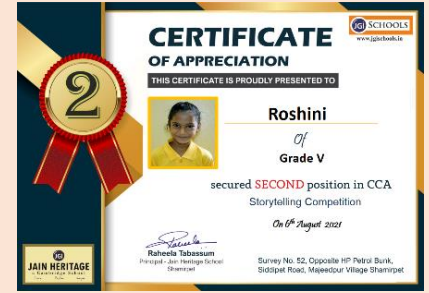 CERTIFICATE
OF APPRECIATION
THIS CERTIFICATE IS PROUDLY PRESENTED TO
JGI SCHOOLS
www.jgischools.in
2
Roshini
Of
Grade V
secured SECOND position in CCA
Storytelling Competition
On 6th August 2021
Raheela Tabassum
Principal - Jain Heritage School
Shamirpet
Survey No. 52, Opposite HP Petrol Bunk,
Siddipet Road, Majeedpur Village Shamirpet
JGI
JAIN HERITAGE
a Cambridge School